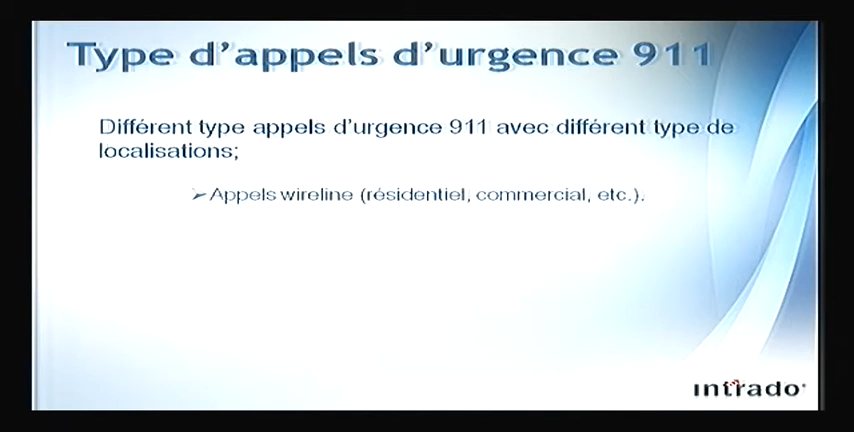 Type d'appels d'urgence 911
Différent type appels d'urgence 911 avec différent type de
localisations;
➢ Appels wireline (résidentiel, commercial, etc.).
intrado